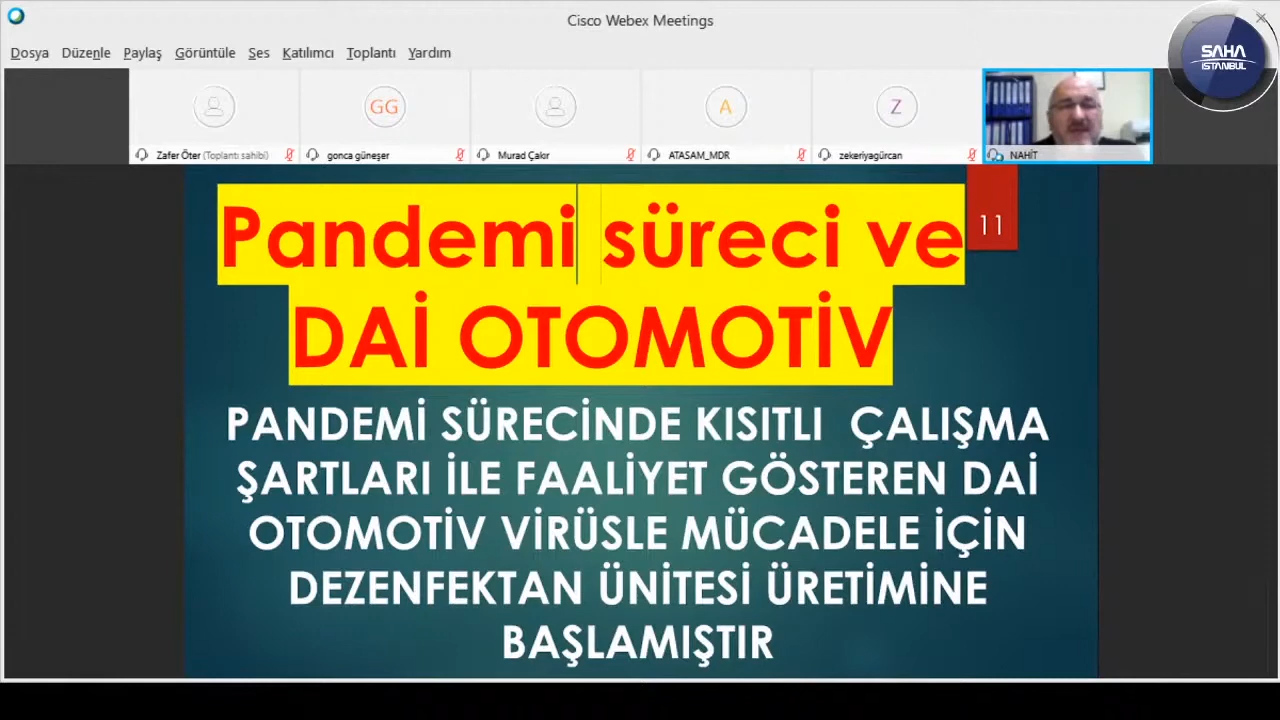 Cisco Webex Meetings
Dosya Düzenle Paylaş Görüntüle Ses Katılımcı Toplantı Yardım
SAHA
İSTANBUL
GG
A
Z
Zafer Öter (Toplantı sahibi)
gonca güneşer
Murad Çakır
ATASAM_MDR
zekeriyagürcan
NAHİT
Pandemi süreci ve
11
DAİ OTOMOTİV
PANDEMİ SÜRECİNDE KISITLI ÇALIŞMA
ŞARTLARI İLE FAALİYET GÖSTEREN DAİ
OTOMOTİV VİRÜSLE MÜCADELE İÇİN
DEZENFEKTAN ÜNİTESİ ÜRETİMİNE
BAŞLAMIŞTIR